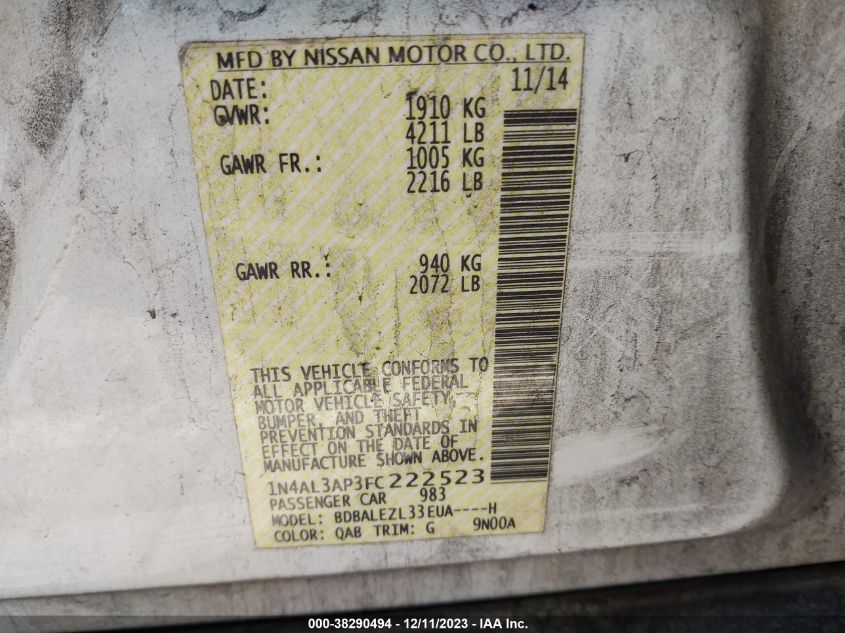 MFD BY NISSAN MOTOR CO., LTD.
DATE: 11/14
GVWR: 1910 KG
4211 LB
GAWR FR.: 1005 KG
2216 LB
GAWR RR.: 940 KG
2072 LB
THIS VEHICLE CONFORMS TO
ALL APPLICABLE FEDERAL
MOTOR VEHICLE SAFETY,
BUMPER, AND THEFT
PREVENTION STANDARDS IN
EFFECT ON THE DATE OF
MANUFACTURE SHOWN ABOVE.
1N4AL3AP3FC222523
PASSENGER CAR 983
MODEL: BDBALEZL33EUA----H
COLOR: QAB TRIM: G 9N00A
000-38290494 - 12/11/2023 - IAA Inc.